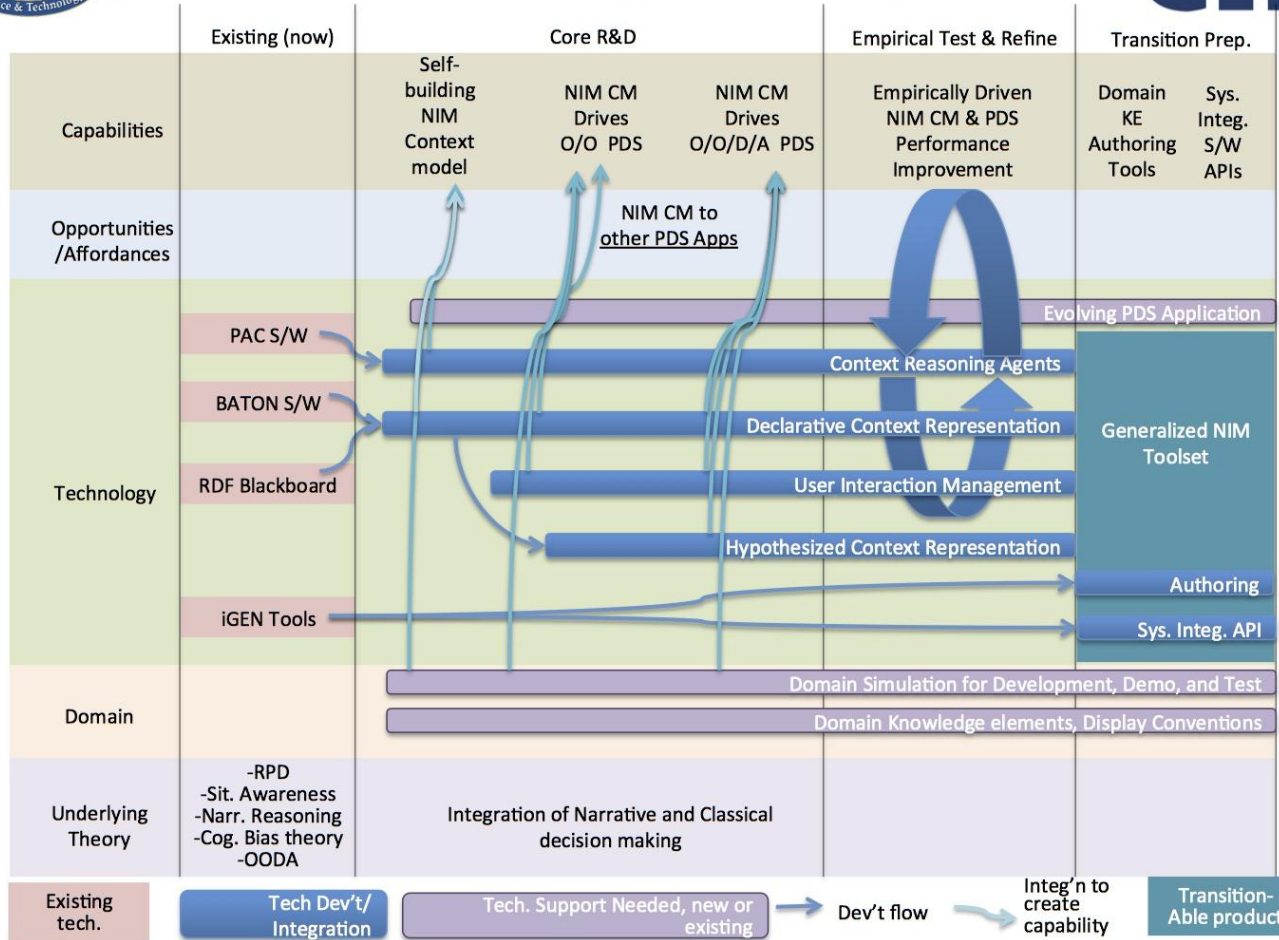 ce & Technolog
Existing (now)
Core R&D
Empirical Test & Refine
Transition Prep.
Capabilities
Self-
building
NIM
Context
model
NIM CM
Drives
O/O PDS
NIM CM
Drives
O/O/D/A PDS
Empirically Driven
NIM CM & PDS
Performance
Improvement
Domain
KE
Authoring
Tools
Sys.
Integ.
S/W
APIs
Opportunities
/Affordances
NIM CM to
other PDS Apps
Technology
Evolving PDS Application
PAC S/W
Context Reasoning Agents
BATON S/W
Declarative Context Representation
RDF Blackboard
User Interaction Management
Hypothesized Context Representation
Generalized NIM
Toolset
iGEN Tools
Authoring
Sys. Integ. API
Domain
Domain Simulation for Development, Demo, and Test
Domain Knowledge elements, Display Conventions
Underlying
Theory
-RPD
-Sit. Awareness
-Narr. Reasoning
-Cog. Bias theory
-OODA
Integration of Narrative and Classical
decision making
Existing
tech.
Tech Dev't/
Integration
Tech. Support Needed, new or
existing
Dev't flow
Integ'n to
create
capability
Transition-
Able product